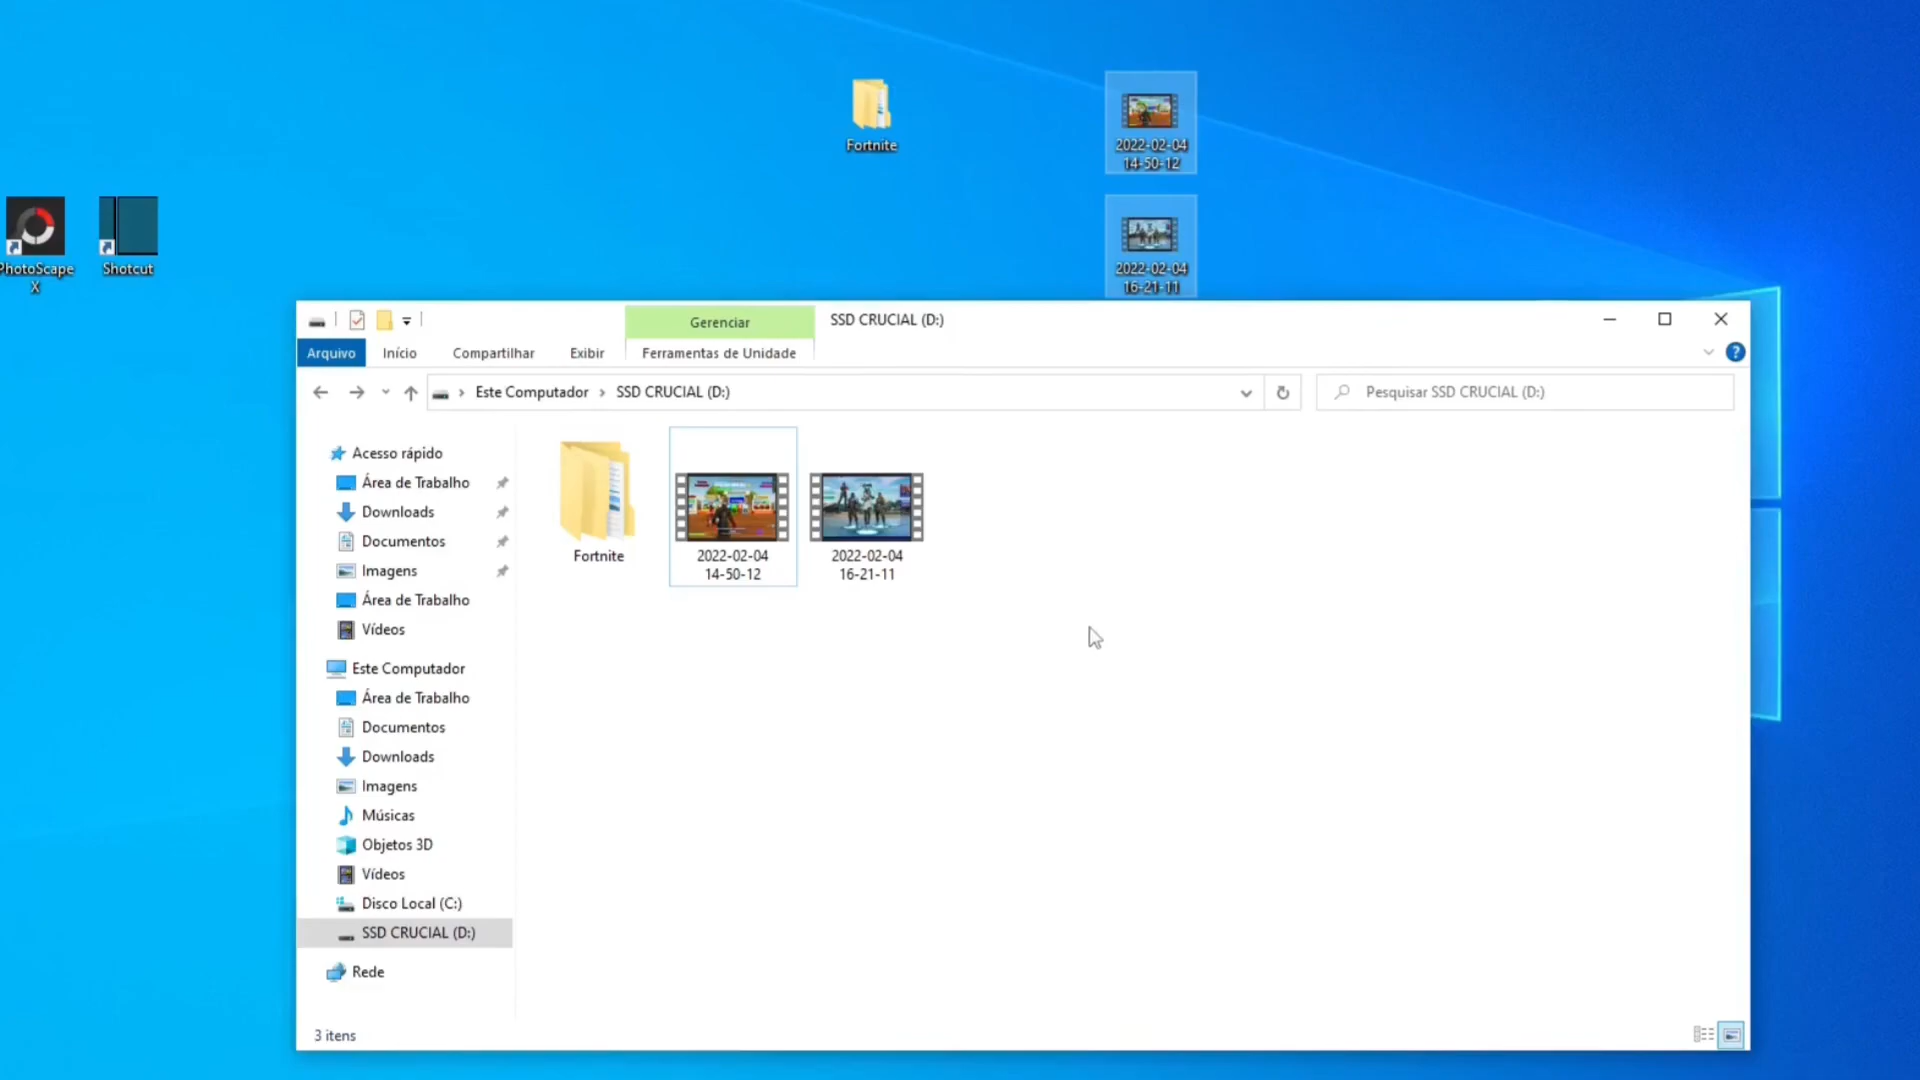 Fortnite
2022-02-04
14-50-12
2022-02-04
16-21-11
PhotoScape
X
Shotcut
Gerenciar
SSD CRUCIAL (D:)
Arquivo
Início
Compartilhar
Exibir
Ferramentas de Unidade
?
Este Computador
SSD CRUCIAL (D:)
Pesquisar SSD CRUCIAL (D:)
Acesso rápido
Área de Trabalho
Downloads
Documentos
Imagens
Área de Trabalho
Vídeos
Este Computador
Área de Trabalho
Documentos
Downloads
Imagens
Músicas
Objetos 3D
Vídeos
Disco Local (C:)
SSD CRUCIAL (D:)
Rede
Fortnite
2022-02-04
14-50-12
2022-02-04
16-21-11
3 itens